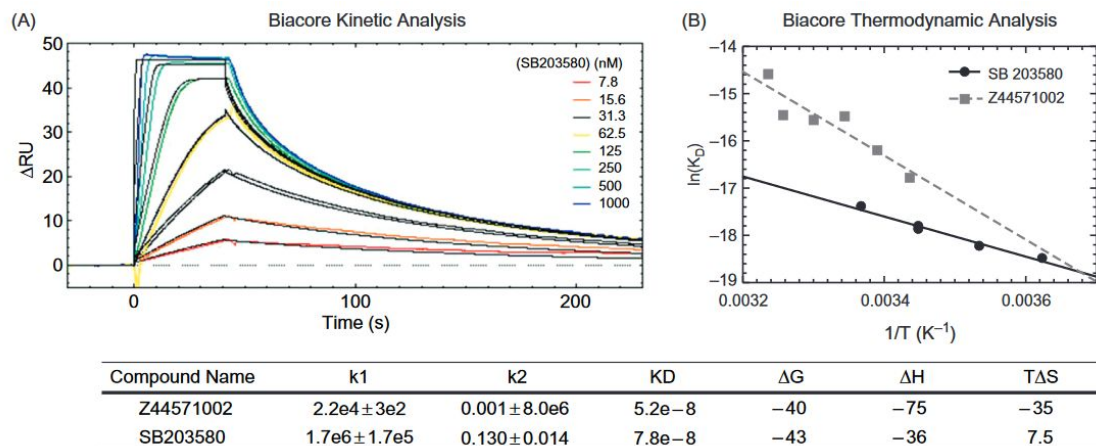 (A) Biacore Kinetic Analysis
50
40
30
20
10
0
ΔRU
0 100 200
Time (s)
(SB203580) (nM)
7.8
15.6
31.3
62.5
125
250
500
1000
(B) Biacore Thermodynamic Analysis
−14
−15
−16
−17
−18
−19
ln(K_D)
SB 203580
Z44571002
0.0032 0.0034 0.0036
1/T (K⁻¹)
Compound Name k1 k2 KD ΔG ΔH TΔS
Z44571002 2.2e4±3e2 0.001±8.0e6 5.2e−8 −40 −75 −35
SB203580 1.7e6±1.7e5 0.130±0.014 7.8e−8 −43 −36 7.5